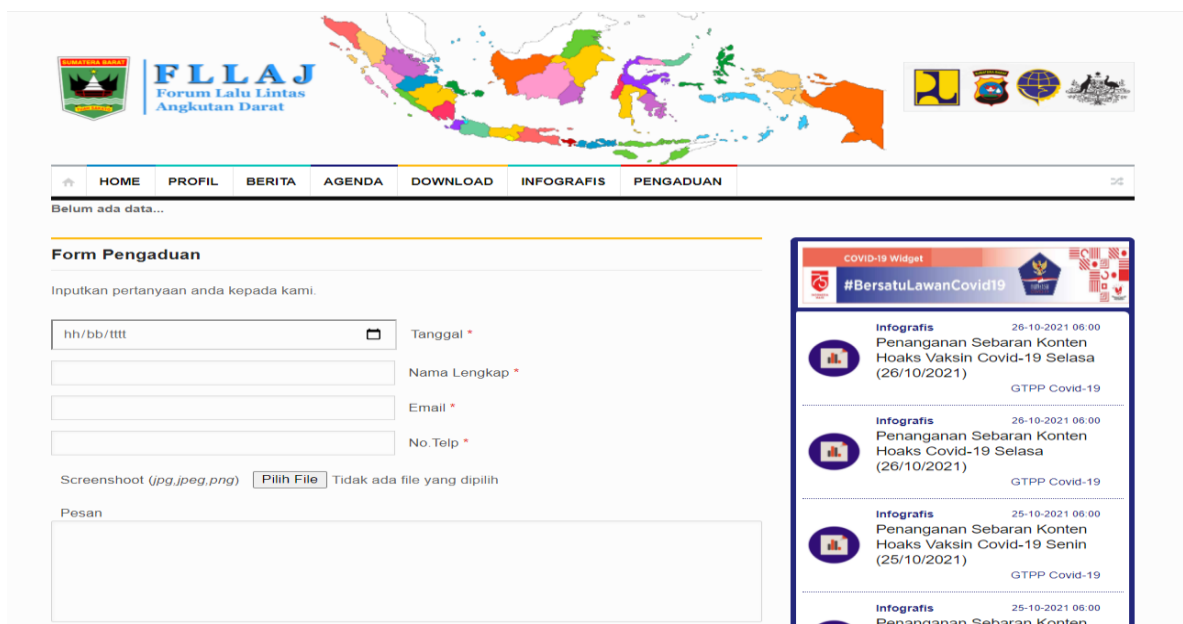 SUMATERA BARAT
FLLAJ
Forum Lalu Lintas
Angkutan Darat
HOME PROFIL BERITA AGENDA DOWNLOAD INFOGRAFIS PENGADUAN
Belum ada data...
Form Pengaduan
Inputkan pertanyaan anda kepada kami.
hh/bb/tttt Tanggal *
Nama Lengkap *
Email *
No.Telp *
Screenshoot (jpg,jpeg,png) Pilih File Tidak ada file yang dipilih
Pesan
COVID-19 Widget
#BersatuLawanCovid19
Infografis 26-10-2021 06:00
Penanganan Sebaran Konten
Hoaks Vaksin Covid-19 Selasa
(26/10/2021)
GTPP Covid-19
Infografis 26-10-2021 06:00
Penanganan Sebaran Konten
Hoaks Covid-19 Selasa
(26/10/2021)
GTPP Covid-19
Infografis 25-10-2021 06:00
Penanganan Sebaran Konten
Hoaks Vaksin Covid-19 Senin
(25/10/2021)
GTPP Covid-19
Infografis 25-10-2021 06:00
Penanganan Sebaran Konten